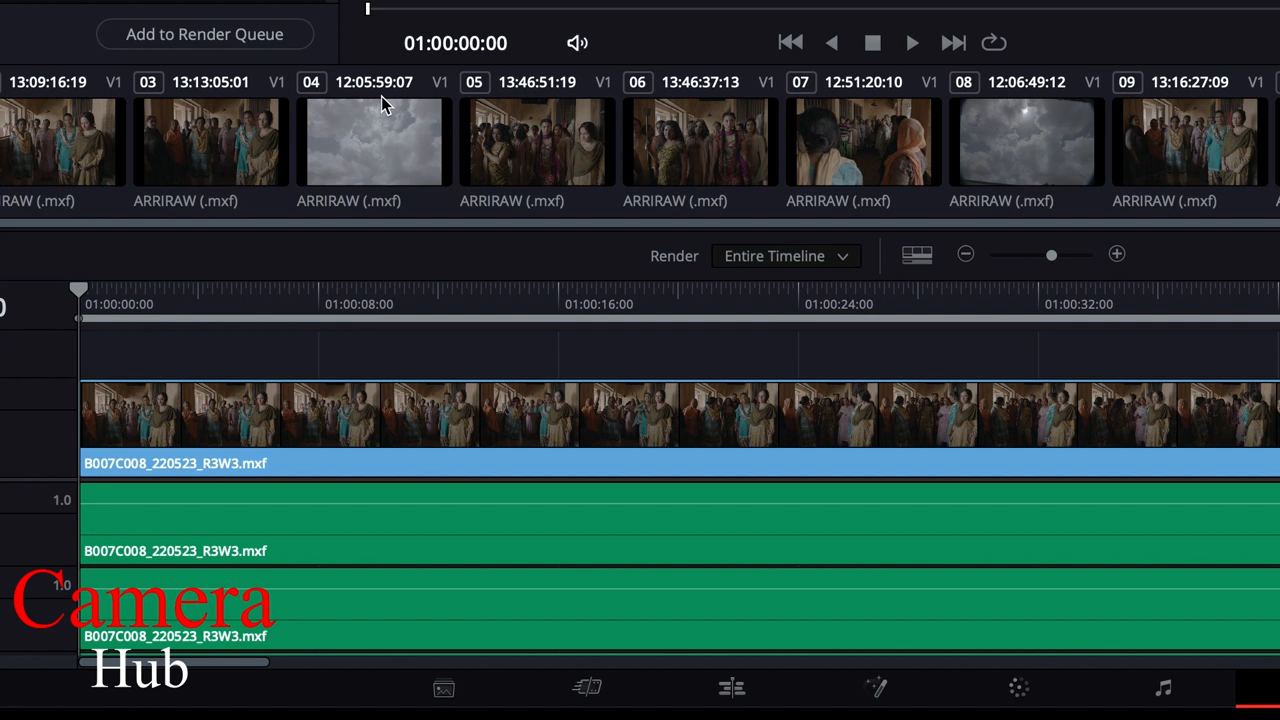 Add to Render Queue
01:00:00:00
13:09:16:19 V1 03 13:13:05:01 V1 04 12:05:59:07 V1 05 13:46:51:19 V1 06 13:46:37:13 V1 07 12:51:20:10 V1 08 12:06:49:12 V1 09 13:16:27:09 V1
RAW (.mxf) ARRIRAW (.mxf) ARRIRAW (.mxf) ARRIRAW (.mxf) ARRIRAW (.mxf) ARRIRAW (.mxf) ARRIRAW (.mxf) ARRIRAW (.mxf)
Render Entire Timeline
01:00:00:00 01:00:08:00 01:00:16:00 01:00:24:00 01:00:32:00
B007C008_220523_R3W3.mxf
1.0
B007C008_220523_R3W3.mxf
1.0
B007C008_220523_R3W3.mxf
Camera
Hub